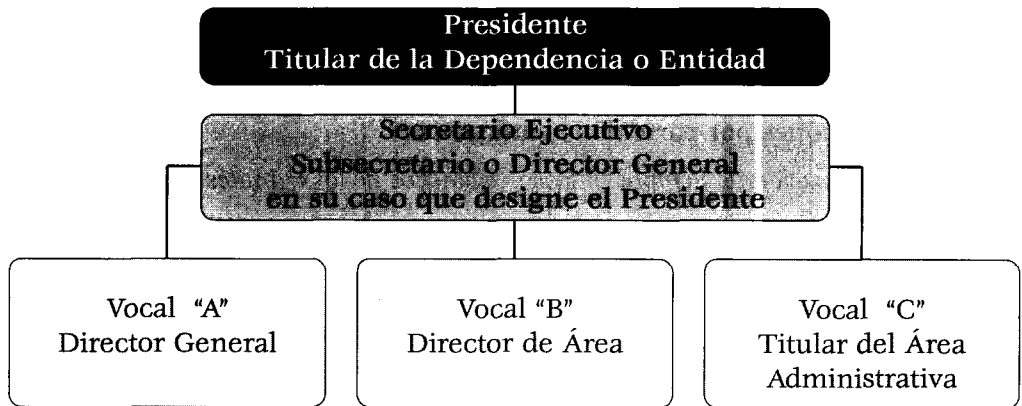 Presidente
Titular de la Dependencia o Entidad
Secretario Ejecutivo
Subsecretario o Director General
en su caso que designe el Presidente
Vocal "A"
Director General
Vocal "B"
Director de Área
Vocal "C"
Titular del Área
Administrativa